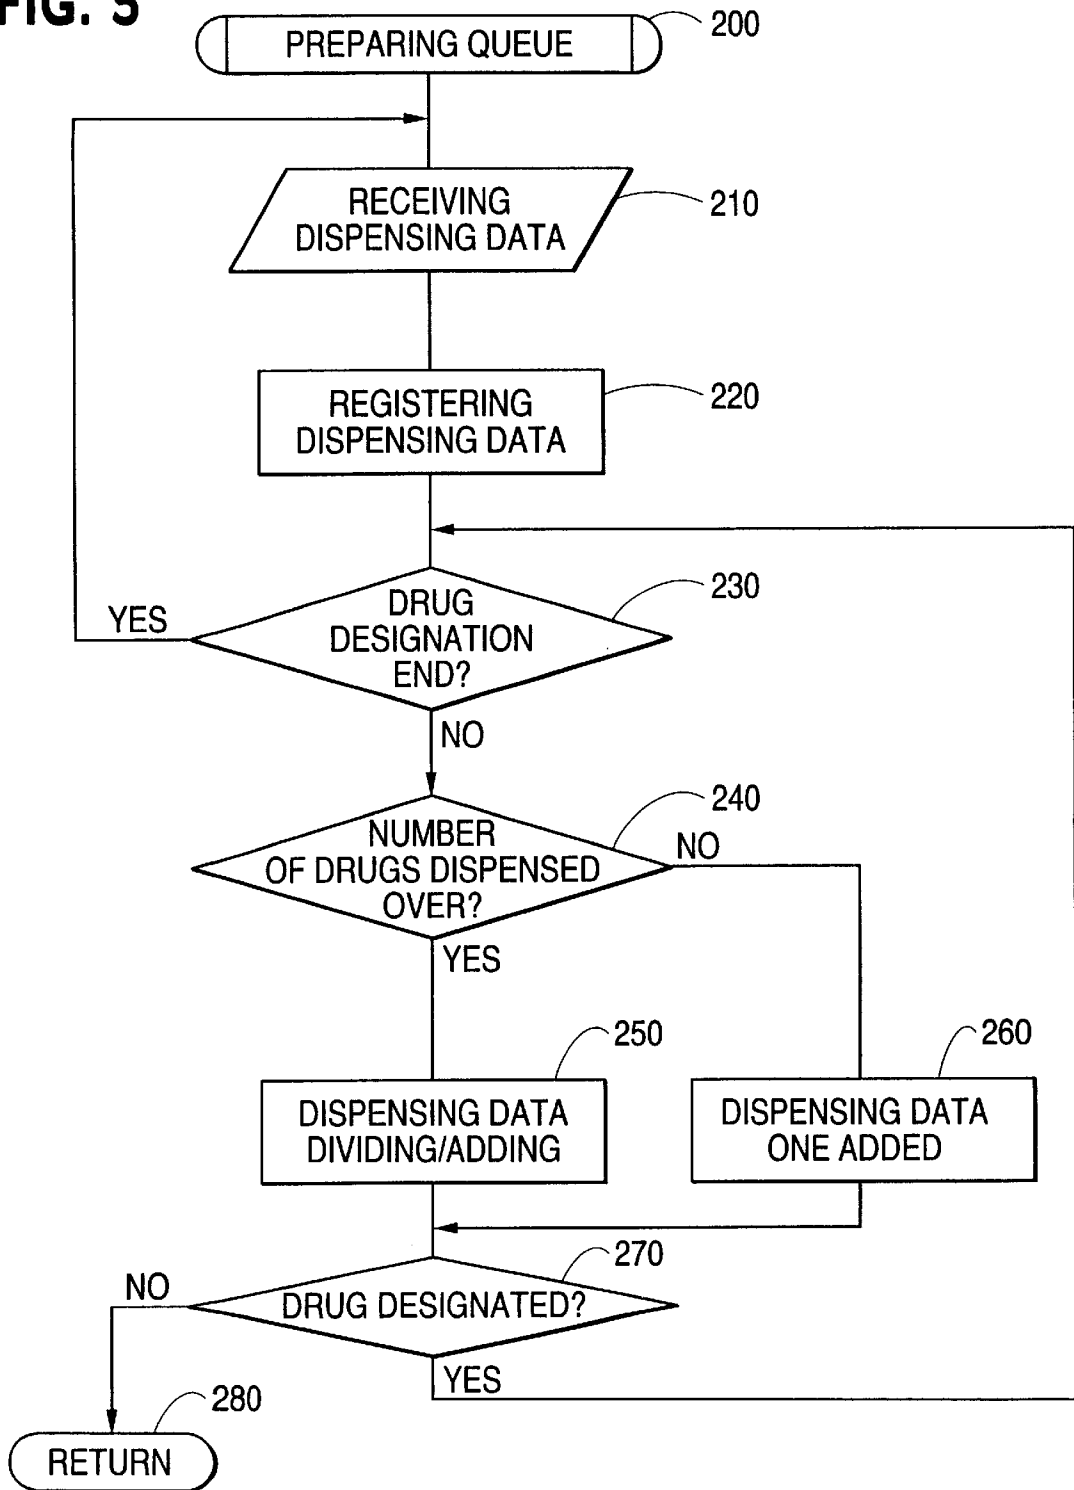 FIG. 5
PREPARING QUEUE
200
RECEIVING
DISPENSING DATA
210
REGISTERING
DISPENSING DATA
220
DRUG
DESIGNATION
END?
230
YES
NO
NUMBER
OF DRUGS DISPENSED
OVER?
240
NO
YES
DISPENSING DATA
DIVIDING/ADDING
250
DISPENSING DATA
ONE ADDED
260
DRUG DESIGNATED?
270
NO
YES
RETURN
280